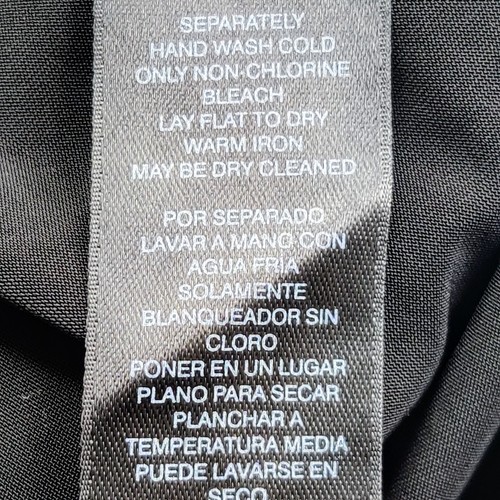 SEPARATELY
HAND WASH COLD
ONLY NON-CHLORINE
BLEACH
LAY FLAT TO DRY
WARM IRON
MAY BE DRY CLEANED
POR SEPARADO
LAVAR A MANO CON
AGUA FRÍA
SOLAMENTE
BLANQUEADOR SIN
CLORO
PONER EN UN LUGAR
PLANO PARA SECAR
PLANCHAR A
TEMPERATURA MEDIA
PUEDE LAVARSE EN
SECO